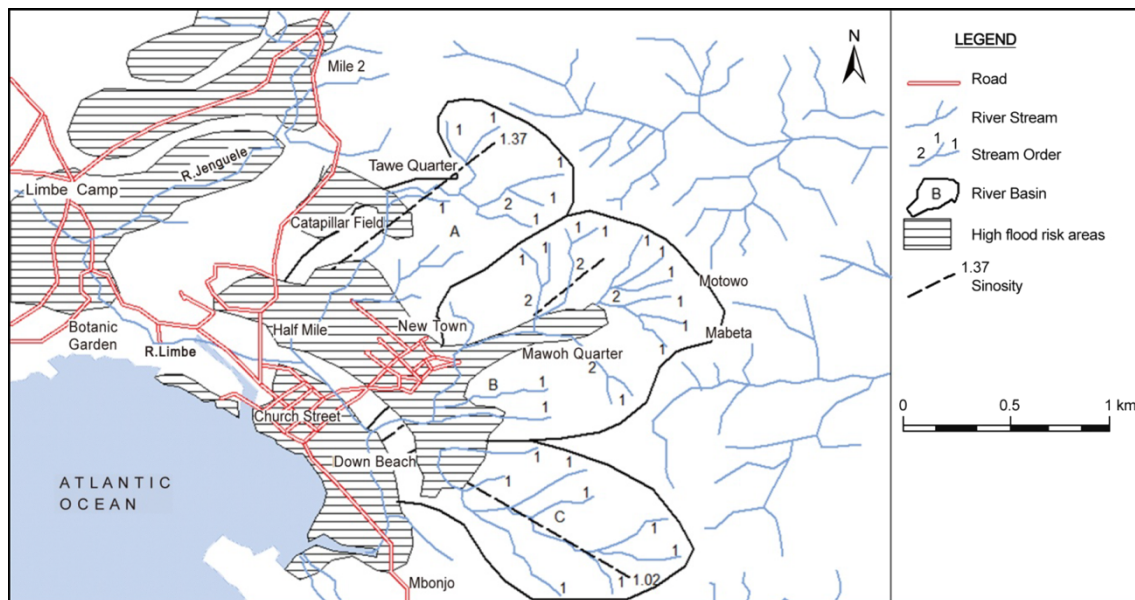 N
LEGEND
Road
River Stream
1 1
2
Stream Order
B
River Basin
High flood risk areas
1.37
Sinosity
0 0.5 1 km
Mile 2
R.Jenguele
Limbe Camp
Tawe Quarter
Catapillar Field
1 1
1.37
1
1
2
1
1
1
A
1 1 1 1 1
1
2
1
2
2
1
1
1
Motowo
Mabeta
Half Mile
New Town
Mawoh Quarter
Botanic
Garden
R.Limbe
B
1
2
1
1
1
Church Street
Down Beach
1
1
1
C
1
1
1
1
1.02
ATLANTIC
OCEAN
Mbonjo